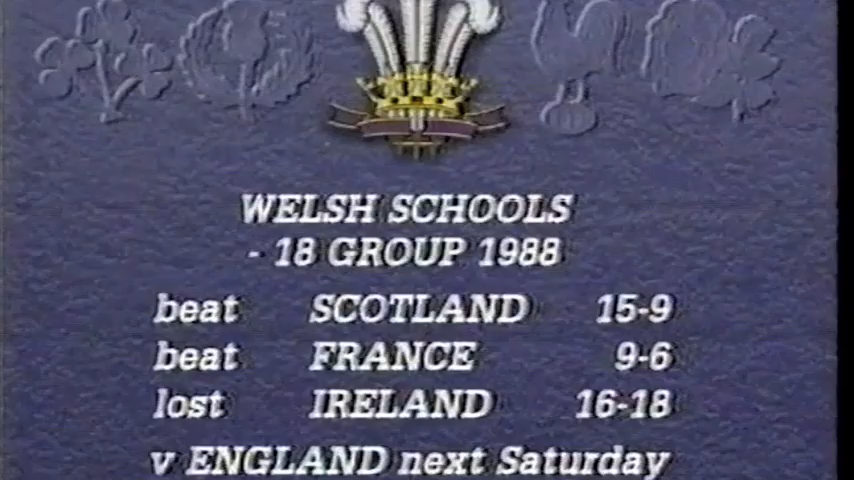 WELSH SCHOOLS
- 18 GROUP 1988
beat SCOTLAND 15-9
beat FRANCE 9-6
lost IRELAND 16-18
v ENGLAND next Saturday